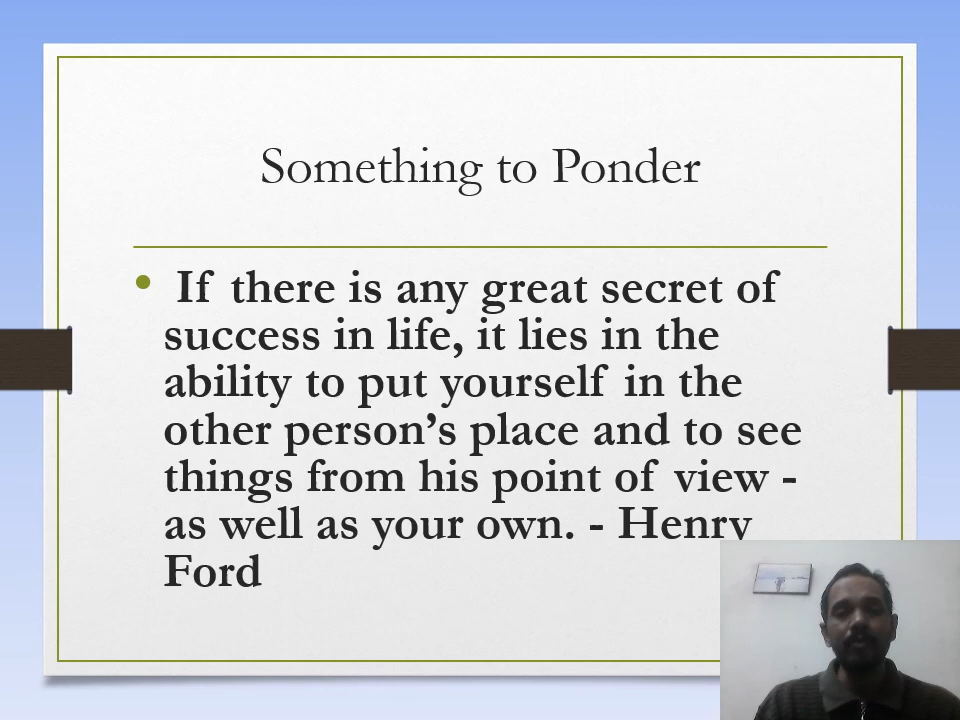 Something to Ponder
• If there is any great secret of
success in life, it lies in the
ability to put yourself in the
other person’s place and to see
things from his point of view -
as well as your own. - Henry
Ford